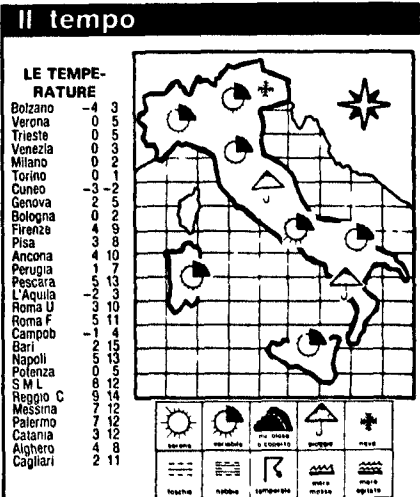 Il tempo
LE TEMPE-
RATURE
Bolzano -4 3
Verona 0 5
Trieste 0 5
Venezia 0 3
Milano 0 2
Torino 0 1
Cuneo -3 -2
Genova 2 5
Bologna 0 2
Firenze 4 9
Pisa 3 8
Ancona 4 10
Perugia 1 7
Pescara 5 13
L'Aquila -2 3
Roma U 3 10
Roma F 5 11
Campob -1 4
Bari 2 15
Napoli 5 13
Potenza 0 5
S M L 8 12
Reggio C 9 14
Messina 7 12
Palermo 7 12
Catania 3 12
Alghero 4 8
Cagliari 2 11
sereno variabile nuvoloso o coperto pioggia neve
foschia nebbia temporale mare mosso mare agitato